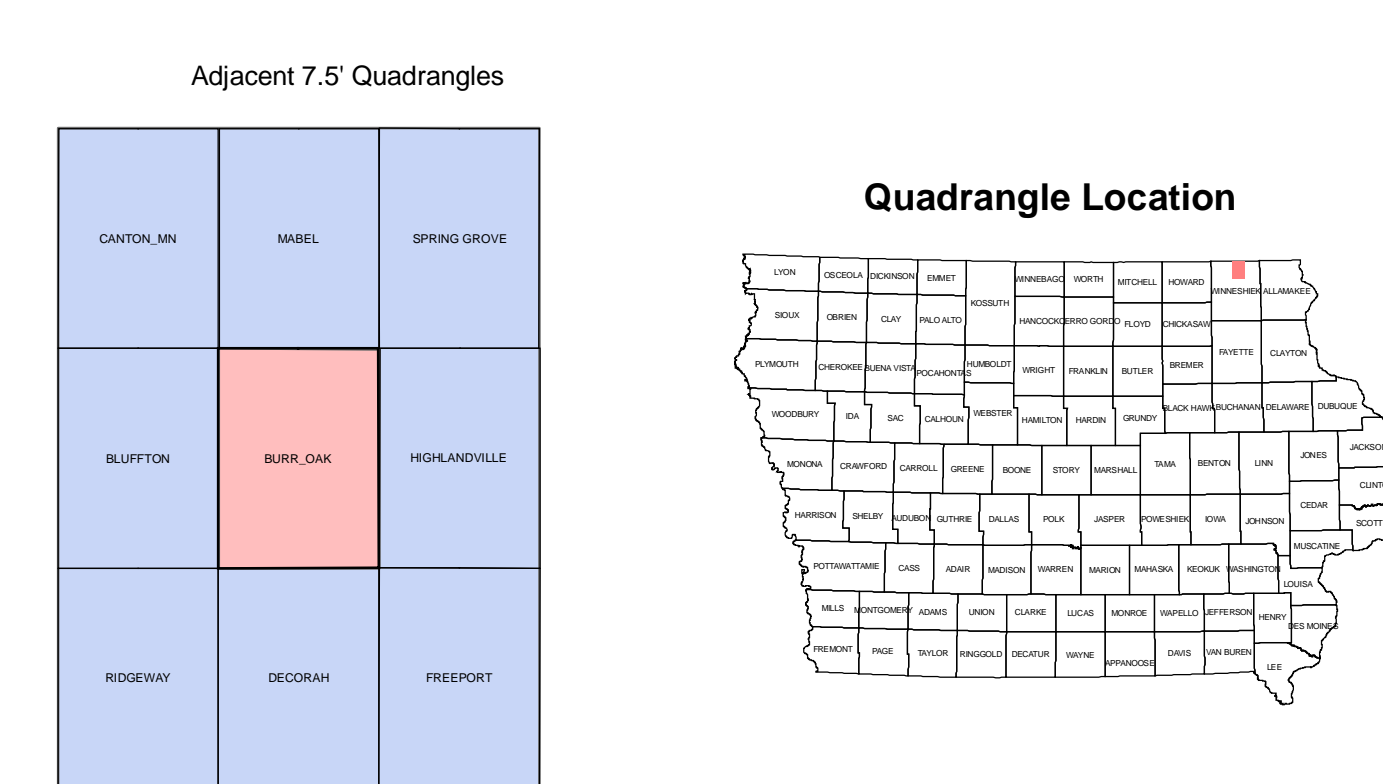 Adjacent 7.5' Quadrangles
CANTON_MN MABEL SPRING GROVE
BLUFFTON BURR_OAK HIGHLANDVILLE
RIDGEWAY DECORAH FREEPORT
Quadrangle Location
LYON OSCEOLA DICKINSON EMMET KOSSUTH WINNEBAGO WORTH MITCHELL HOWARD WINNESHIEK ALLAMAKEE
SIOUX OBRIEN CLAY PALO ALTO HANCOCK CERRO GORDO FLOYD CHICKASAW
PLYMOUTH CHEROKEE BUENA VISTA POCAHONTAS HUMBOLDT WRIGHT FRANKLIN BUTLER BREMER FAYETTE CLAYTON
WOODBURY IDA SAC CALHOUN WEBSTER HAMILTON HARDIN GRUNDY BLACK HAWK BUCHANAN DELAWARE DUBUQUE
MONONA CRAWFORD CARROLL GREENE BOONE STORY MARSHALL TAMA BENTON LINN JONES JACKSO
CLINT
HARRISON SHELBY AUDUBON GUTHRIE DALLAS POLK JASPER POWESHIEK IOWA JOHNSON CEDAR SCOTT
MUSCATINE
POTTAWATTAMIE CASS ADAIR MADISON WARREN MARION MAHASKA KEOKUK WASHINGTON LOUISA
MILLS MONTGOMERY ADAMS UNION CLARKE LUCAS MONROE WAPELLO JEFFERSON HENRY DES MOINES
FREMONT PAGE TAYLOR RINGGOLD DECATUR WAYNE APPANOOSE DAVIS VAN BUREN LEE